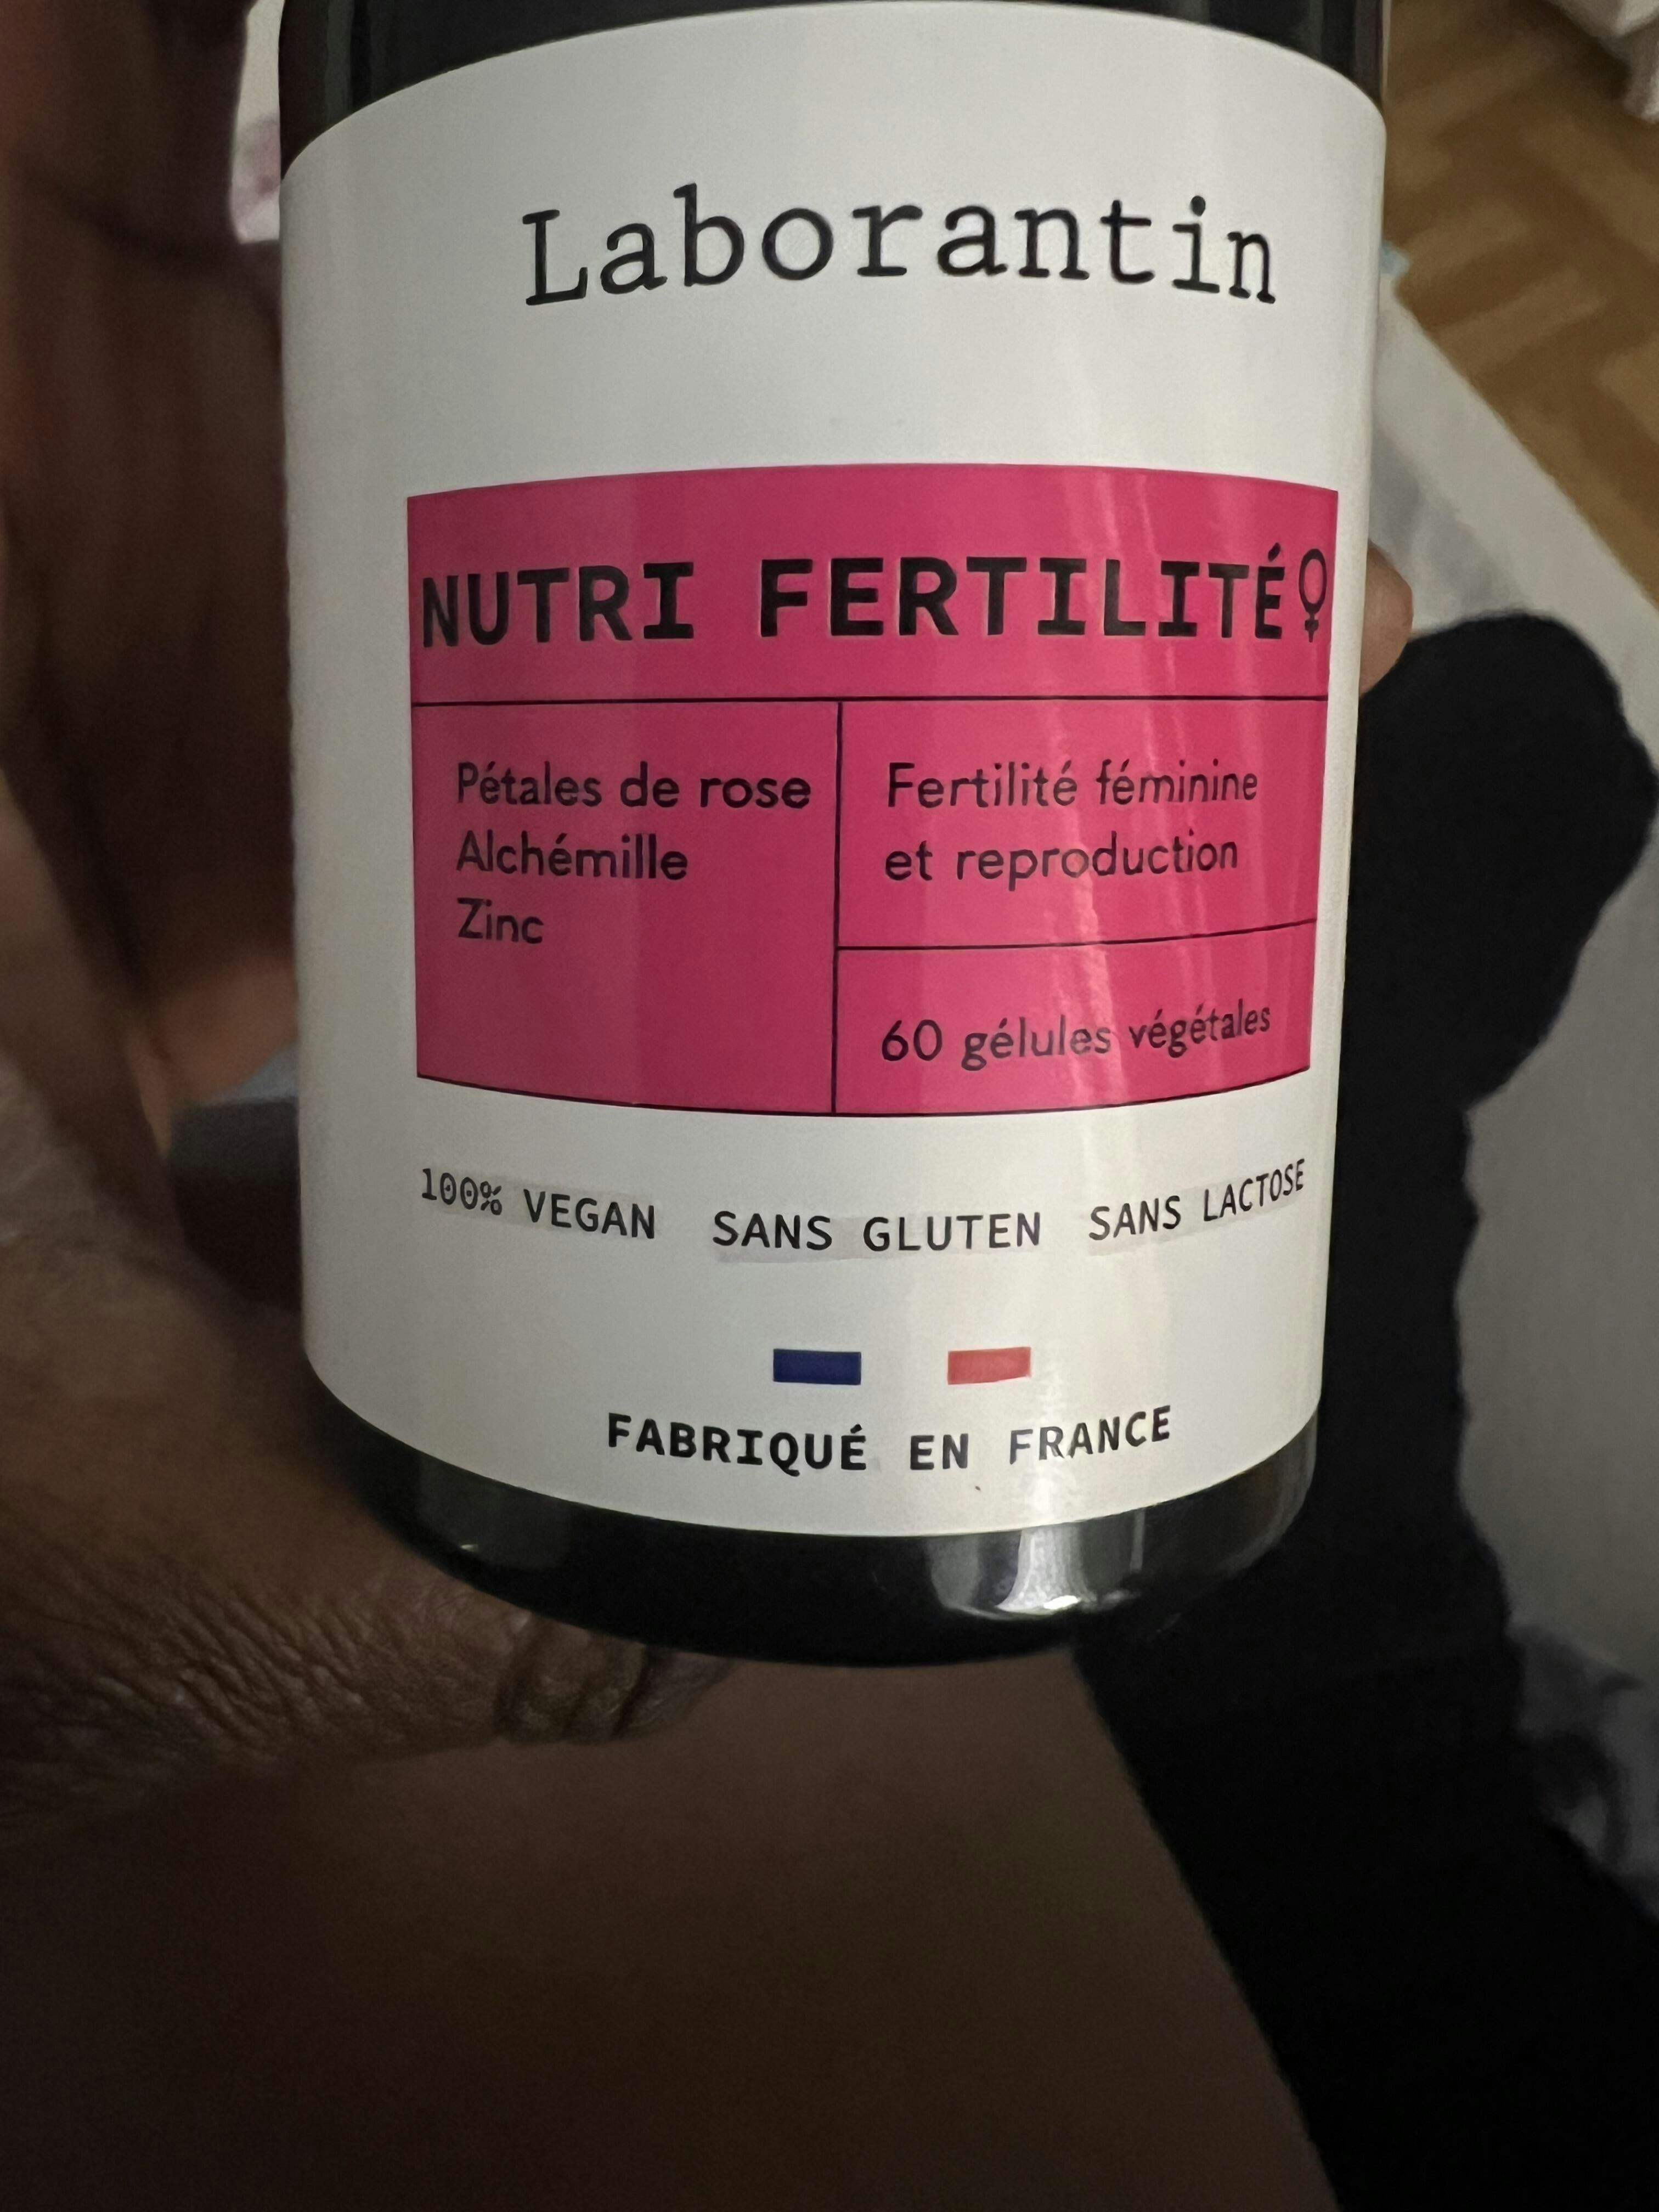 Laborantin
NUTRI FERTILITÉ♀
Pétales de rose
Alchémille
Zinc
Fertilité féminine
et reproduction
60 gélules végétales
100% VEGAN SANS GLUTEN SANS LACTOSE
FABRIQUÉ EN FRANCE